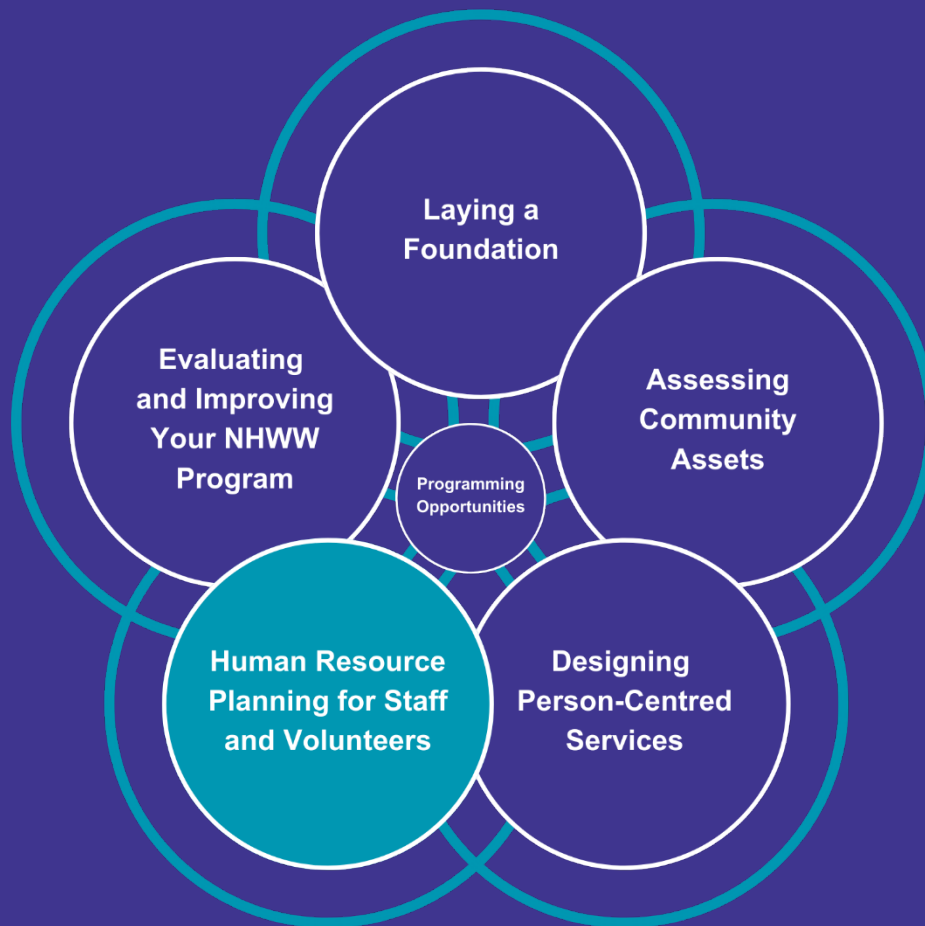 Laying a
Foundation
Assessing
Community
Assets
Designing
Person-Centred
Services
Human Resource
Planning for Staff
and Volunteers
Evaluating
and Improving
Your NHWW
Program
Programming
Opportunities